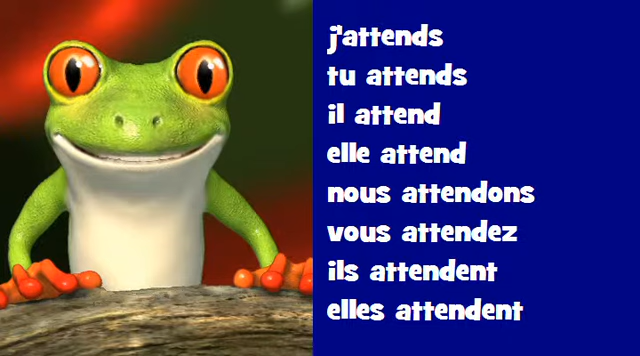 j'attends
tu attends
il attend
elle attend
nous attendons
vous attendez
ils attendent
elles attendent